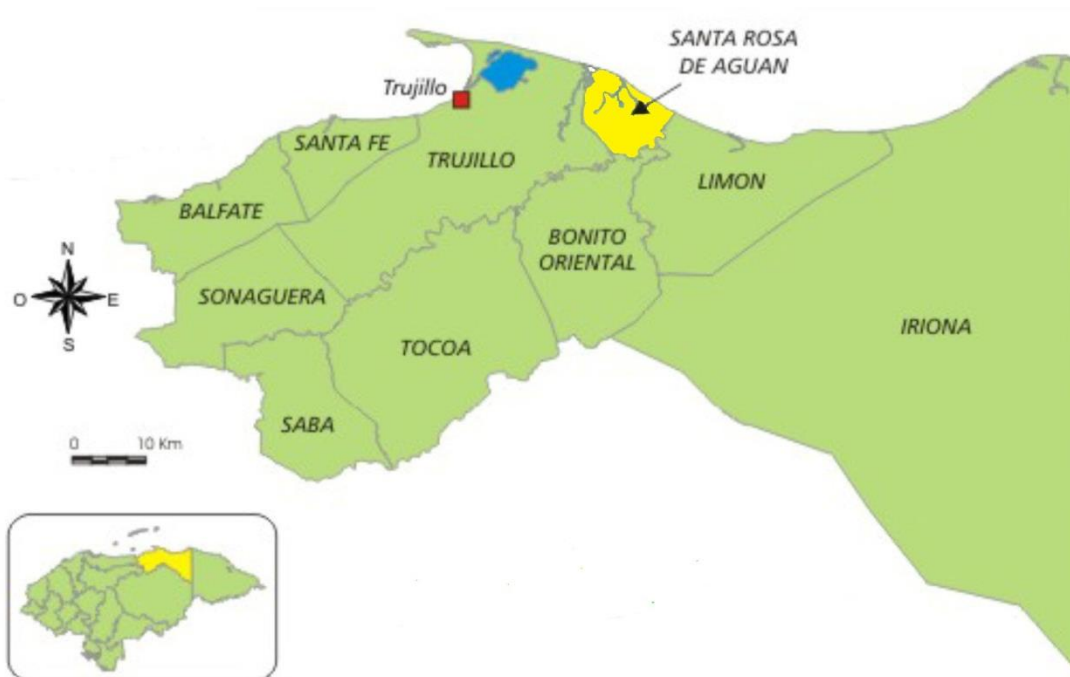 SANTA ROSA
DE AGUAN
Trujillo
SANTA FE
TRUJILLO
LIMON
BALFATE
BONITO
ORIENTAL
N
O E
S
SONAGUERA
IRIONA
TOCOA
SABA
0 10 Km